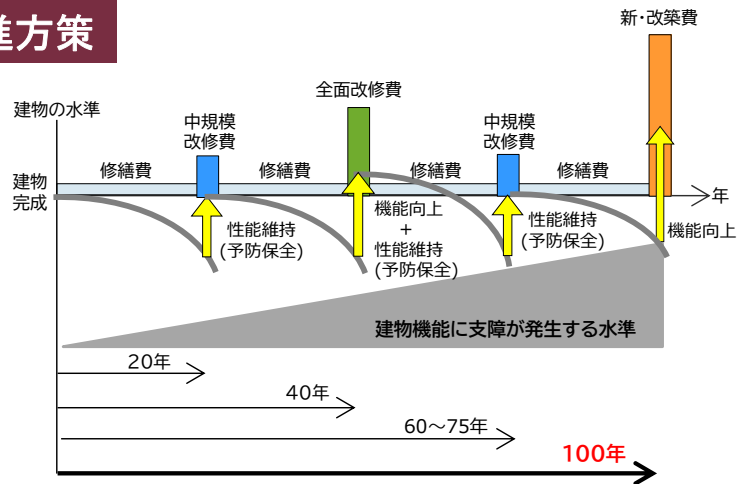 進方策
新・改築費
全面改修費
建物の水準
中規模
改修費
中規模
改修費
修繕費
修繕費
修繕費
修繕費
建物
完成
年
性能維持
(予防保全)
機能向上
+
性能維持
(予防保全)
性能維持
(予防保全)
機能向上
建物機能に支障が発生する水準
20年
40年
60～75年
100年